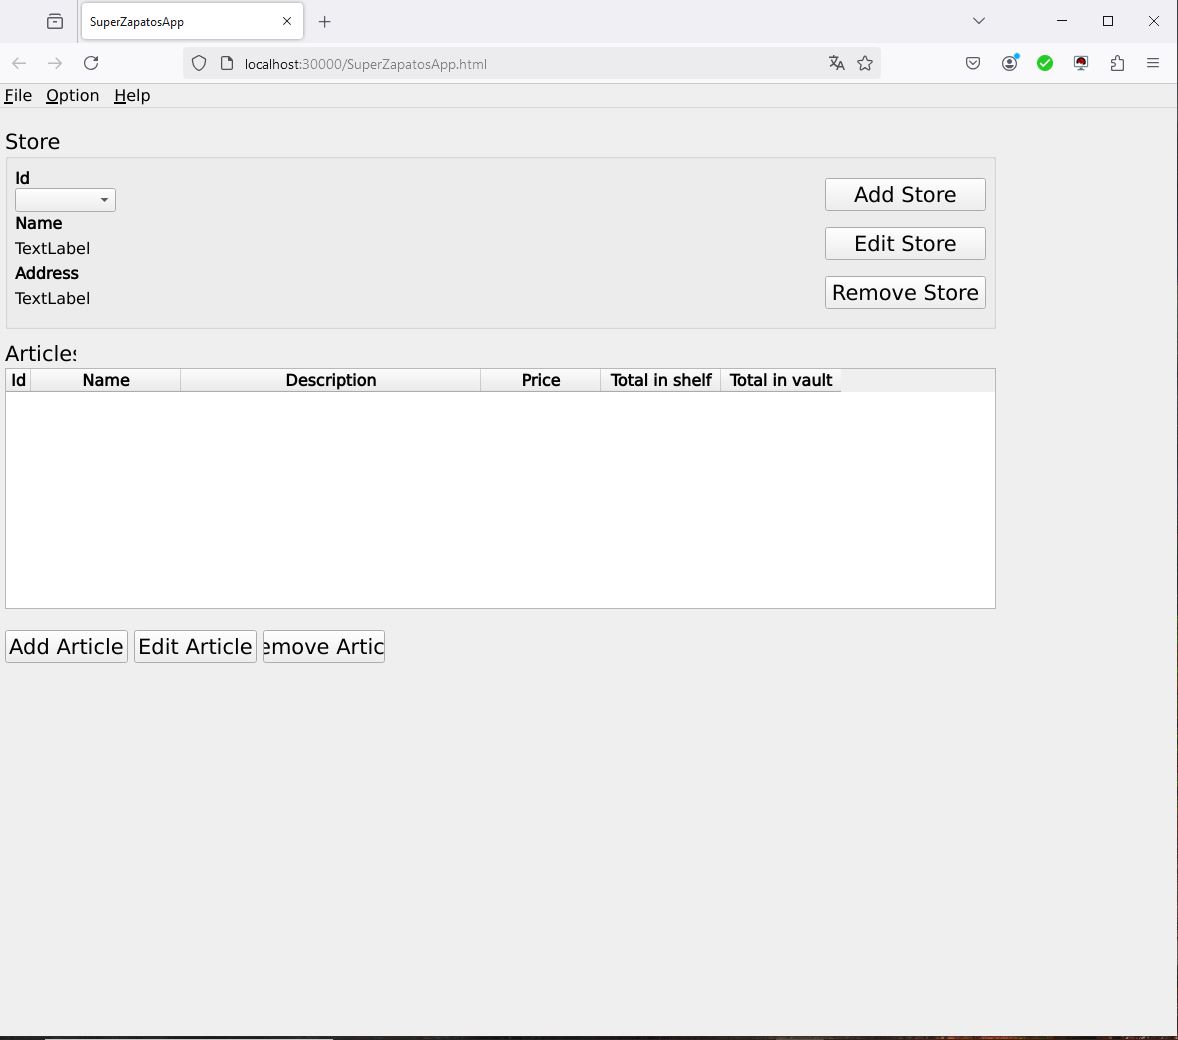 SuperZapatosApp
localhost:30000/SuperZapatosApp.html
File Option Help
Store
Id
Add Store
Name
TextLabel
Edit Store
Address
TextLabel
Remove Store
Articles
Id Name Description Price Total in shelf Total in vault
Add Article Edit Article emove Artic